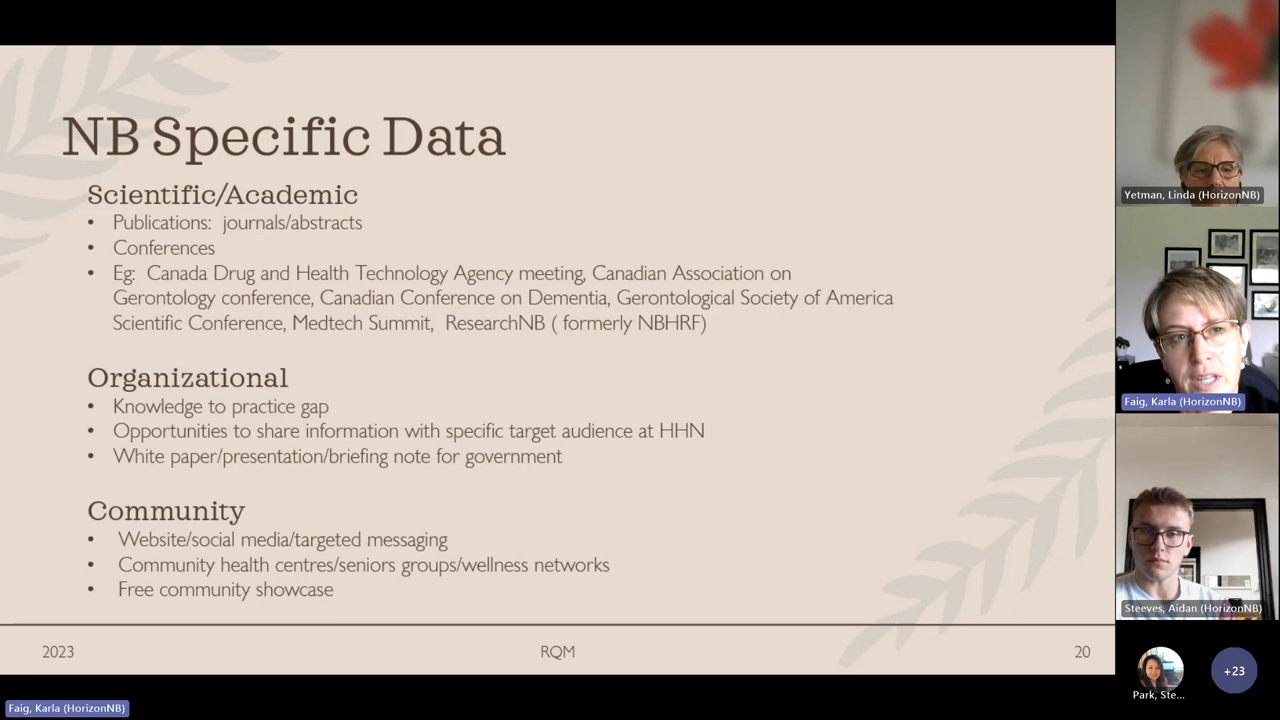 NB Specific Data
Scientific/Academic
• Publications: journals/abstracts
• Conferences
• Eg: Canada Drug and Health Technology Agency meeting, Canadian Association on
Gerontology conference, Canadian Conference on Dementia, Gerontological Society of America
Scientific Conference, Medtech Summit, ResearchNB ( formerly NBHRF)
Organizational
• Knowledge to practice gap
• Opportunities to share information with specific target audience at HHN
• White paper/presentation/briefing note for government
Community
• Website/social media/targeted messaging
• Community health centres/seniors groups/wellness networks
• Free community showcase
2023
RQM
20
Faig, Karla (HorizonNB)
Yetman, Linda (HorizonNB)
Faig, Karla (HorizonNB)
Steeves, Aidan (HorizonNB)
Park, Ste...
+23